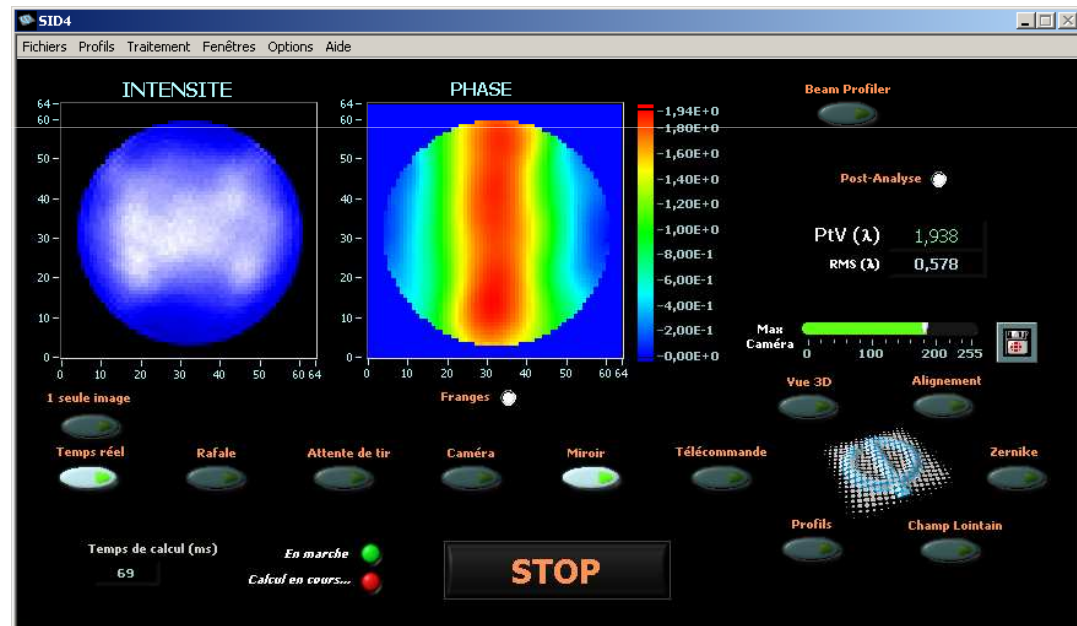 SID4
Fichiers Profils Traitement Fenêtres Options Aide
INTENSITE
PHASE
Beam Profiler
64
60
50
40
30
20
10
0
0 10 20 30 40 50 60 64
64
60
50
40
30
20
10
0
0 10 20 30 40 50 60 64
-1,94E+0
-1,80E+0
-1,60E+0
-1,40E+0
-1,20E+0
-1,00E+0
-8,00E-1
-6,00E-1
-4,00E-1
-2,00E-1
-0,00E+0
Post-Analyse
PtV (λ) 1,938
RMS (λ) 0,578
Max
Caméra
0 100 200 255
1 seule image
Franges
Vue 3D
Alignement
Temps réel
Rafale
Attente de tir
Caméra
Miroir
Télécommande
Zernike
Profils
Champ Lointain
Temps de calcul (ms)
69
En marche
Calcul en cours...
STOP